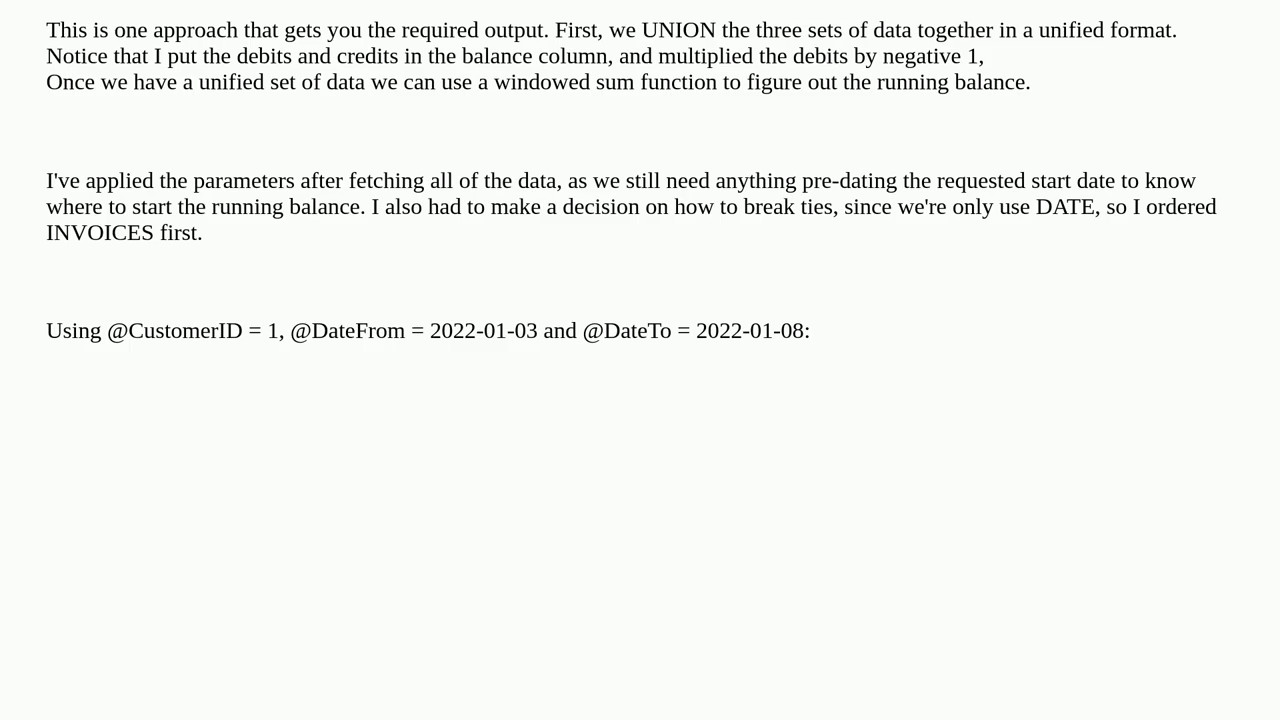 This is one approach that gets you the required output. First, we UNION the three sets of data together in a unified format.
Notice that I put the debits and credits in the balance column, and multiplied the debits by negative 1,
Once we have a unified set of data we can use a windowed sum function to figure out the running balance.
I've applied the parameters after fetching all of the data, as we still need anything pre-dating the requested start date to know
where to start the running balance. I also had to make a decision on how to break ties, since we're only use DATE, so I ordered
INVOICES first.
Using @CustomerID = 1, @DateFrom = 2022-01-03 and @DateTo = 2022-01-08: